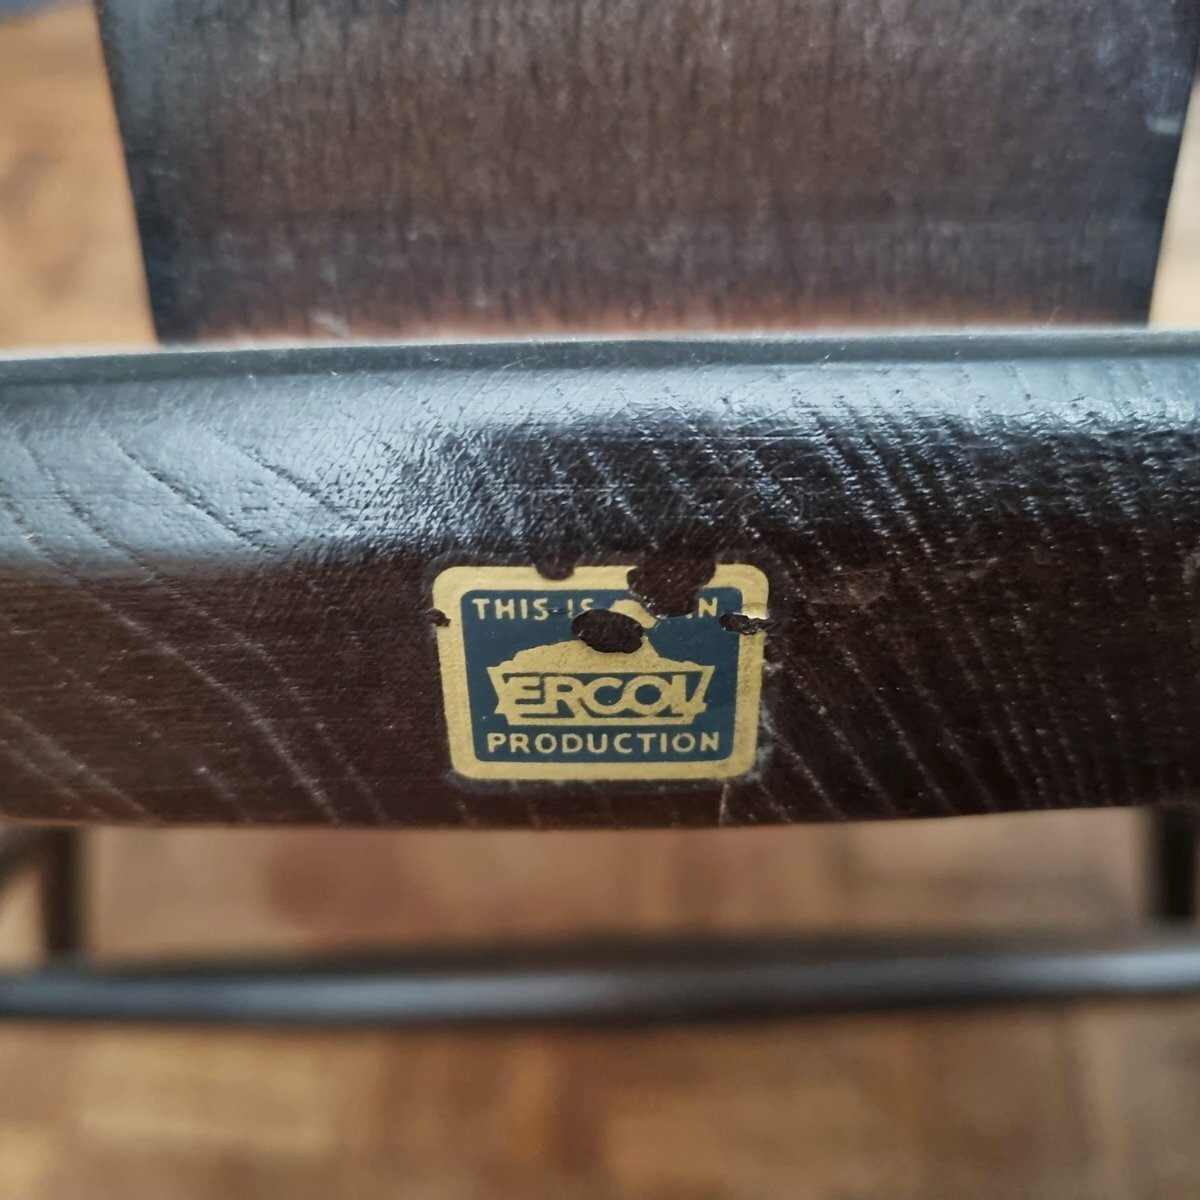 THIS IS
ERCOL
PRODUCTION